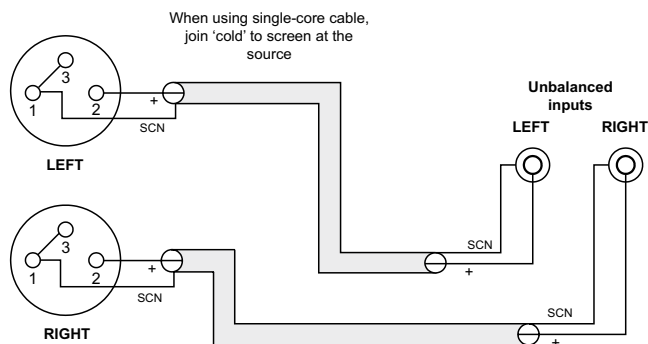 When using single-core cable,
join ‘cold’ to screen at the
source
3
1
2
+
SCN
LEFT
Unbalanced
inputs
LEFT
RIGHT
SCN
+
3
1
2
+
SCN
RIGHT
SCN
+